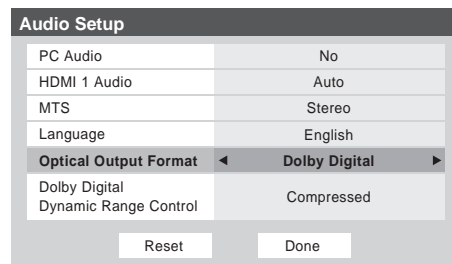 Audio Setup
PC Audio No
HDMI 1 Audio Auto
MTS Stereo
Language English
Optical Output Format ◀ Dolby Digital ▶
Dolby Digital
Dynamic Range Control Compressed
Reset Done